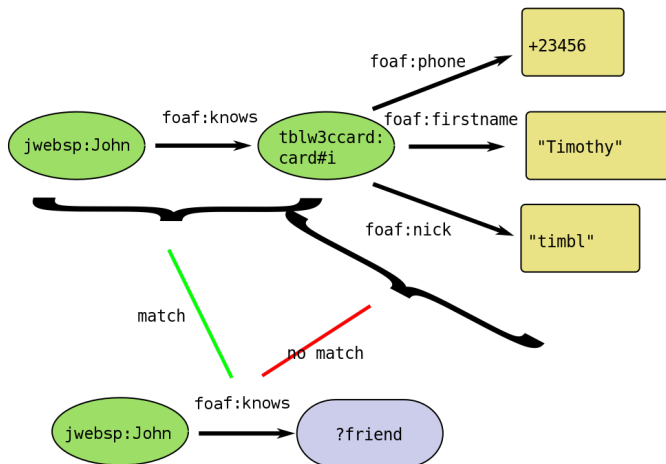 +23456
foaf:phone
foaf:knows
foaf:firstname
jwebsp:John
tblw3ccard:
card#i
"Timothy"
foaf:nick
"timbl"
match
no match
foaf:knows
jwebsp:John
?friend